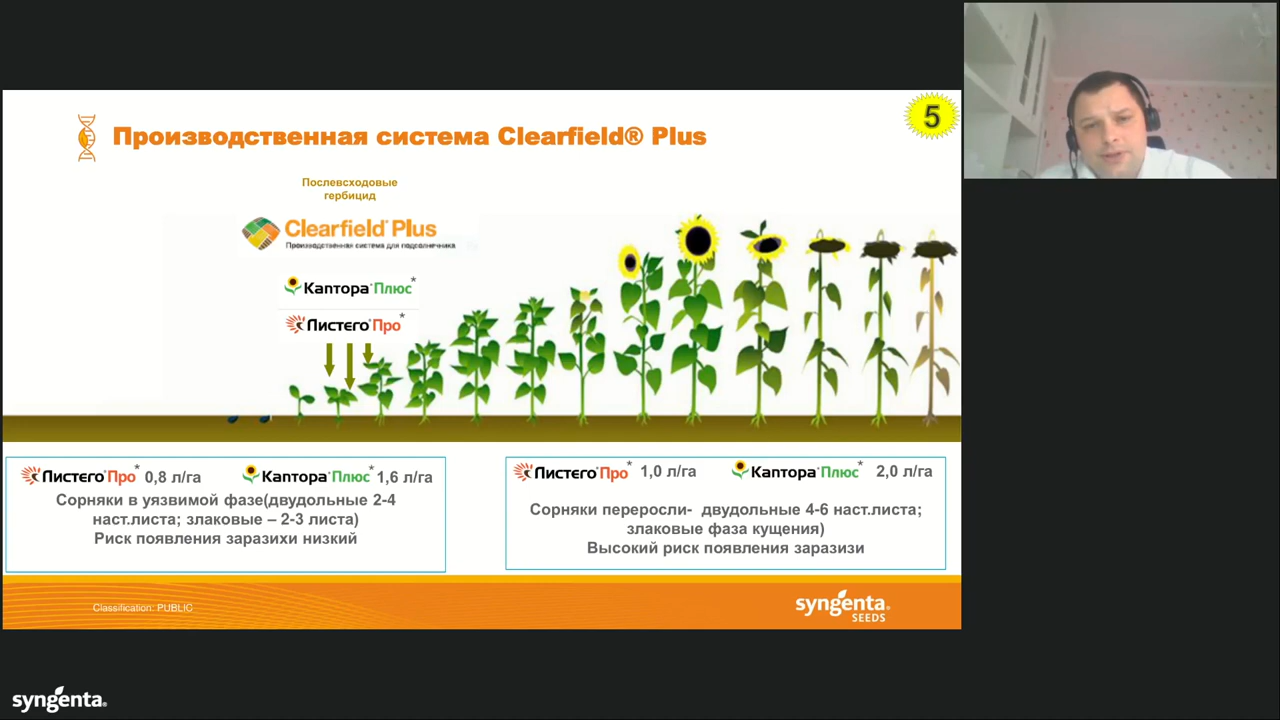 Производственная система Clearfield® Plus
5
Послевсходовые
гербицид
Clearfield® Plus
Производственная система для подсолнечника
Каптора® Плюс*
Листего® Про*
Листего® Про* 0,8 л/га
Каптора® Плюс* 1,6 л/га
Сорняки в уязвимой фазе(двудольные 2-4
наст.листа; злаковые – 2-3 листа)
Риск появления заразихи низкий
Листего® Про* 1,0 л/га
Каптора® Плюс* 2,0 л/га
Сорняки переросли- двудольные 4-6 наст.листа;
злаковые фаза кущения)
Высокий риск появления заразизи
Classification: PUBLIC
syngenta®
SEEDS
syngenta®